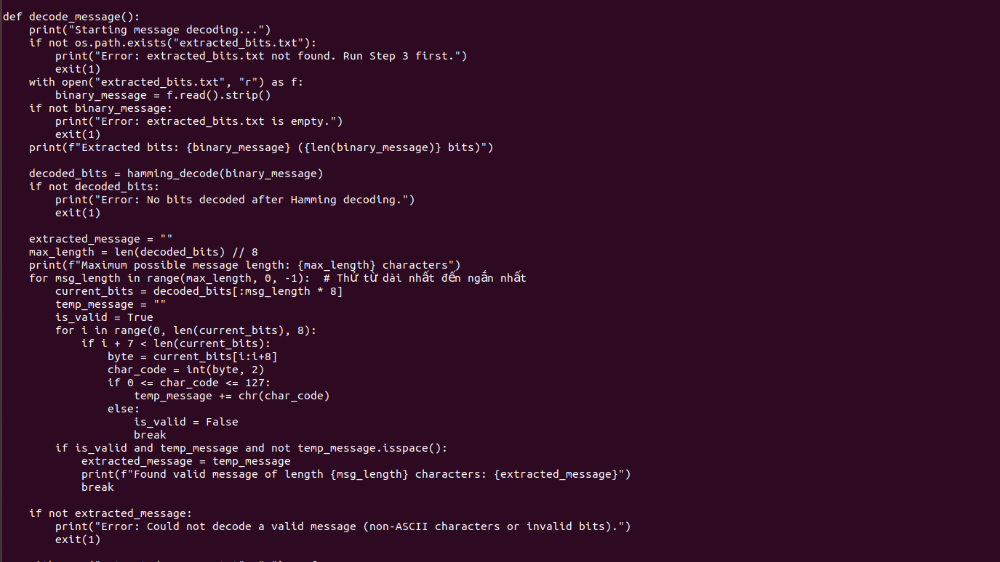 def decode_message():
    print("Starting message decoding...")
    if not os.path.exists("extracted_bits.txt"):
        print("Error: extracted_bits.txt not found. Run Step 3 first.")
        exit(1)
    with open("extracted_bits.txt", "r") as f:
        binary_message = f.read().strip()
    if not binary_message:
        print("Error: extracted_bits.txt is empty.")
        exit(1)
    print(f"Extracted bits: {binary_message} ({len(binary_message)} bits)")

    decoded_bits = hamming_decode(binary_message)
    if not decoded_bits:
        print("Error: No bits decoded after Hamming decoding.")
        exit(1)

    extracted_message = ""
    max_length = len(decoded_bits) // 8
    print(f"Maximum possible message length: {max_length} characters")
    for msg_length in range(max_length, 0, -1):  # Thử từ dài nhất đến ngắn nhất
        current_bits = decoded_bits[:msg_length * 8]
        temp_message = ""
        is_valid = True
        for i in range(0, len(current_bits), 8):
            if i + 7 < len(current_bits):
                byte = current_bits[i:i+8]
                char_code = int(byte, 2)
                if 0 <= char_code <= 127:
                    temp_message += chr(char_code)
                else:
                    is_valid = False
                    break
        if is_valid and temp_message and not temp_message.isspace():
            extracted_message = temp_message
            print(f"Found valid message of length {msg_length} characters: {extracted_message}")
            break

    if not extracted_message:
        print("Error: Could not decode a valid message (non-ASCII characters or invalid bits).")
        exit(1)